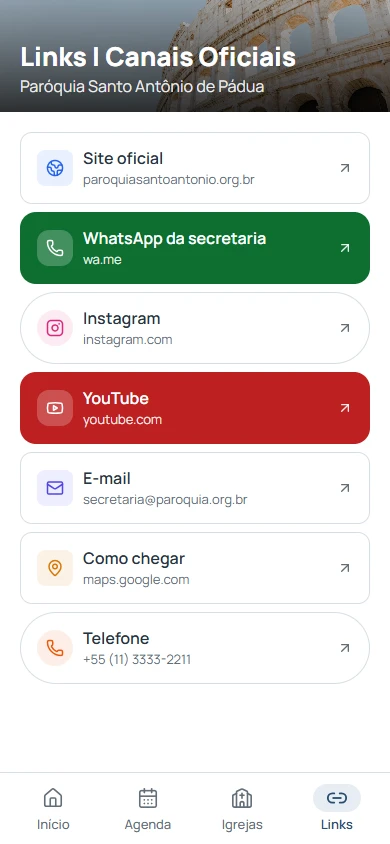 Links | Canais Oficiais
Paróquia Santo Antônio de Pádua
Site oficial
paroquiasantoantonio.org.br
WhatsApp da secretaria
wa.me
Instagram
instagram.com
YouTube
youtube.com
E-mail
secretaria@paroquia.org.br
Como chegar
maps.google.com
Telefone
+55 (11) 3333-2211
Início
Agenda
Igrejas
Links